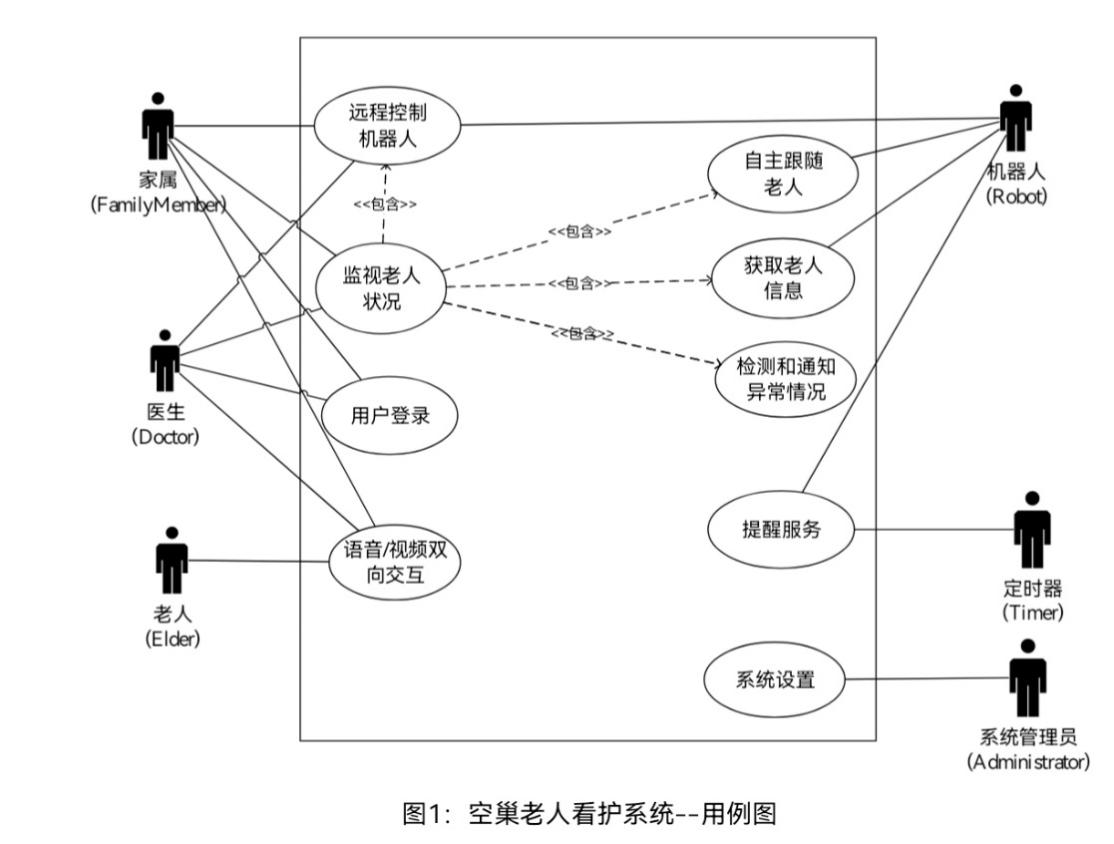 远程控制
机器人
家属
(FamilyMember)
自主跟随
老人
机器人
(Robot)
<<包含>>
<<包含>>
监视老人
状况
获取老人
信息
<<包含>>
<<包含>>
检测和通知
异常情况
医生
(Doctor)
用户登录
语音/视频双
向交互
提醒服务
老人
(Elder)
定时器
(Timer)
系统设置
系统管理员
(Administrator)
图1：空巢老人看护系统--用例图